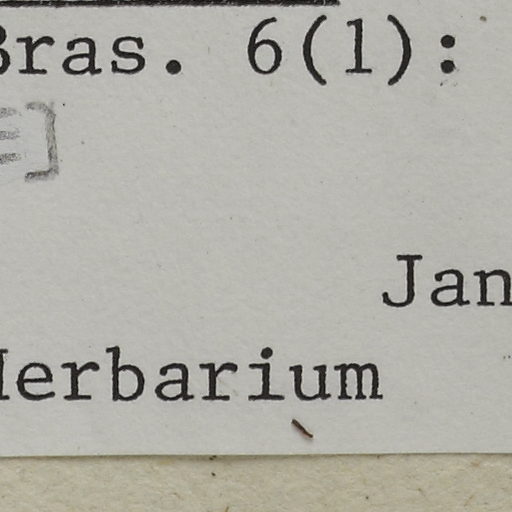 Bras. 6(1):
]
Jan
Herbarium